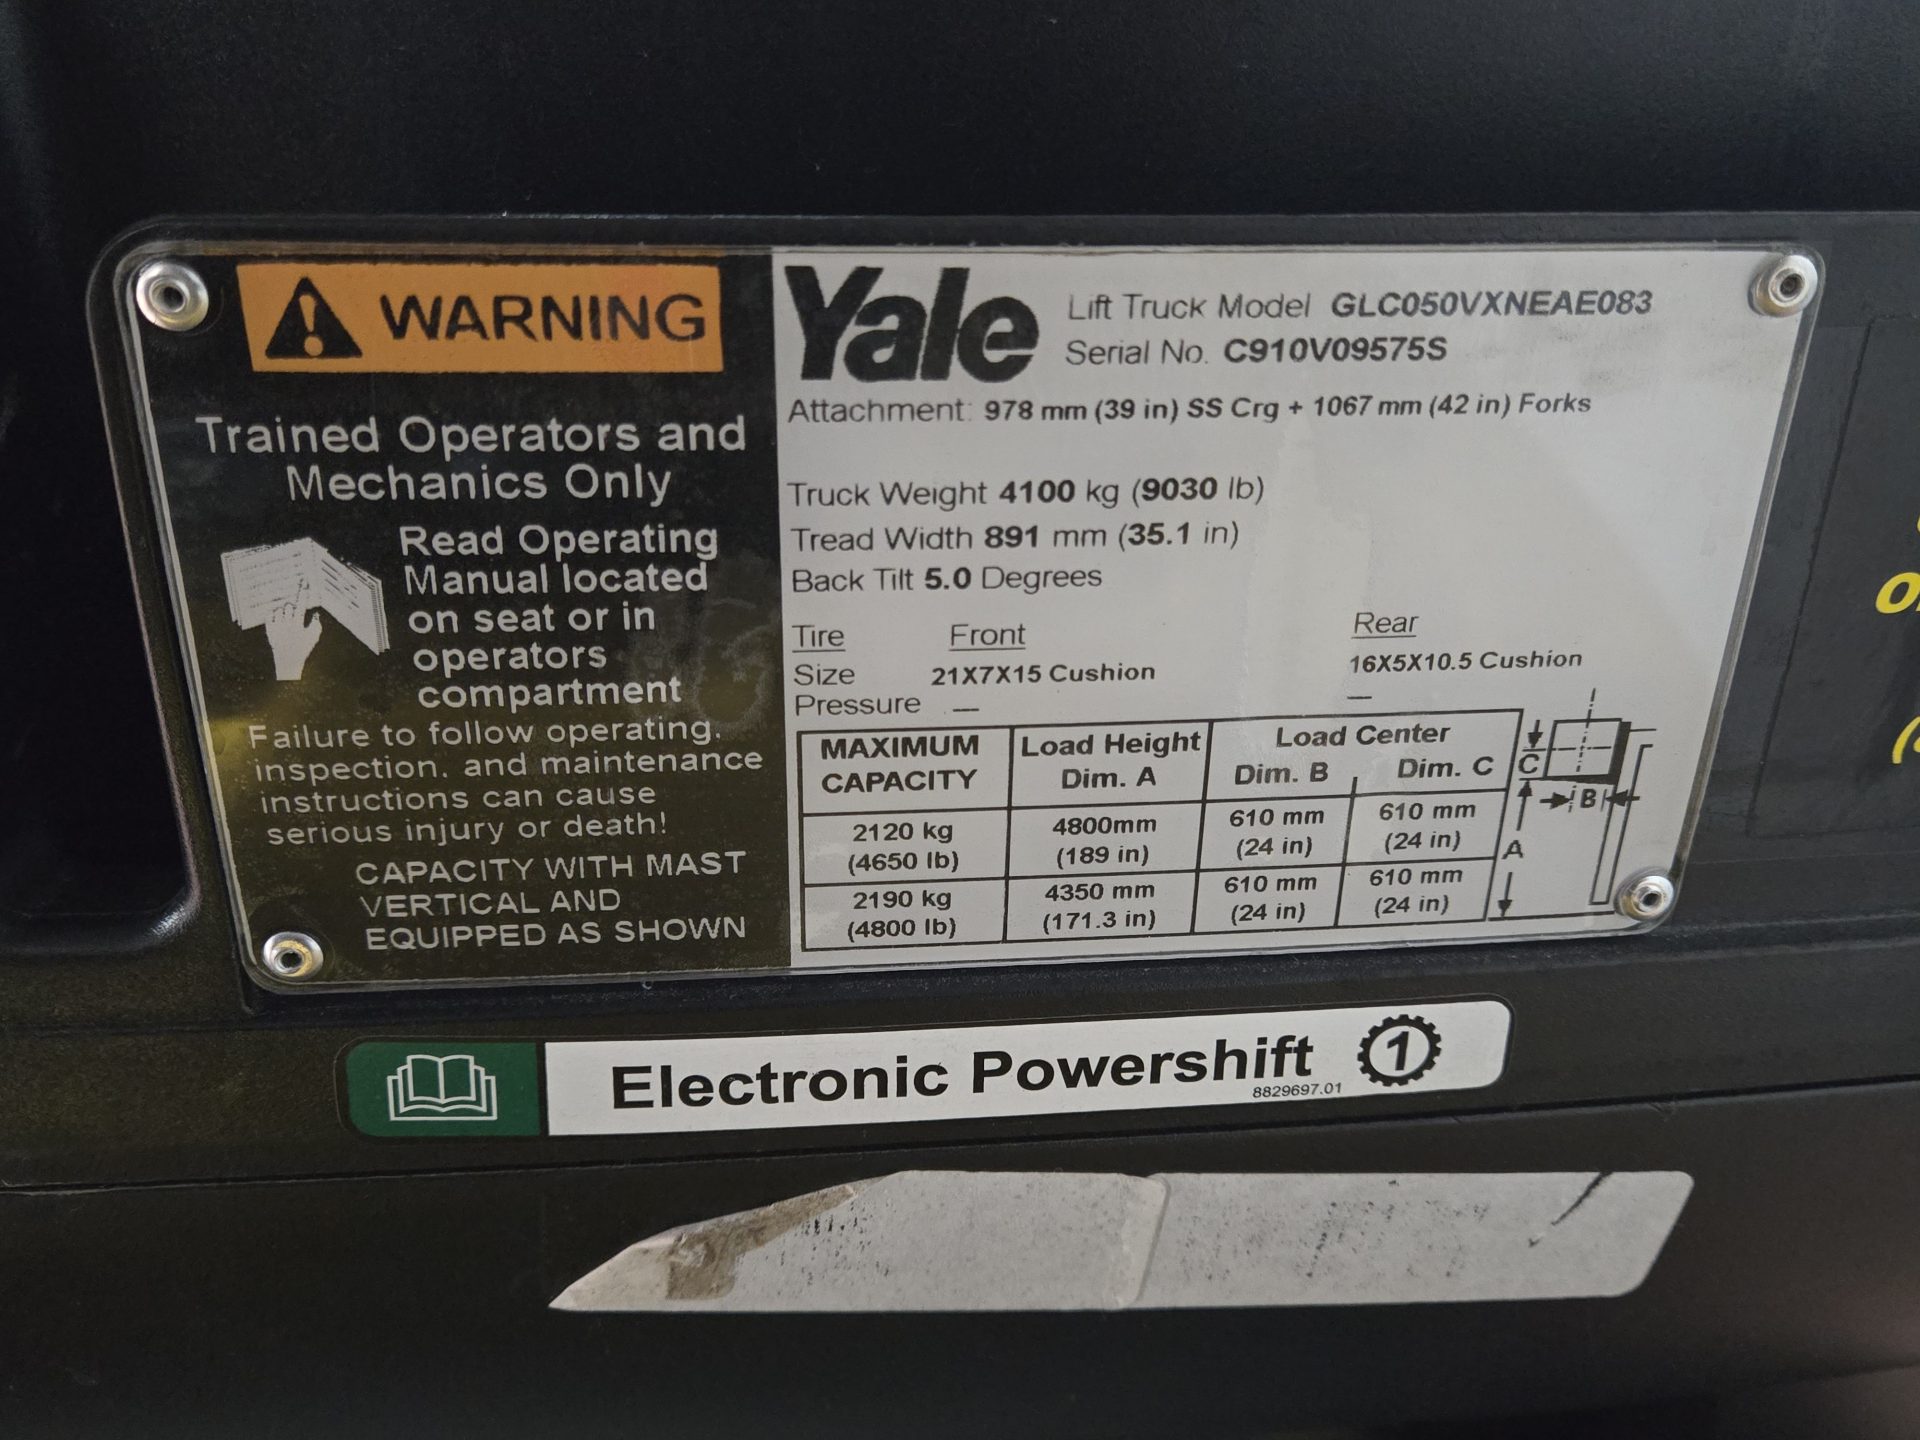 WARNING
Trained Operators and
Mechanics Only
Read Operating
Manual located
on seat or in
operators
compartment
Failure to follow operating,
inspection, and maintenance
instructions can cause
serious injury or death!
CAPACITY WITH MAST
VERTICAL AND
EQUIPPED AS SHOWN
Yale
Lift Truck Model GLC050VXNEAE083
Serial No. C910V09575S
Attachment: 978 mm (39 in) SS Crg + 1067 mm (42 in) Forks
Truck Weight 4100 kg (9030 lb)
Tread Width 891 mm (35.1 in)
Back Tilt 5.0 Degrees
Tire Front Rear
Size 21X7X15 Cushion 16X5X10.5 Cushion
Pressure — —
MAXIMUM CAPACITY Load Height Dim. A Load Center Dim. B Dim. C
2120 kg 4800mm 610 mm 610 mm
(4650 lb) (189 in) (24 in) (24 in)
2190 kg 4350 mm 610 mm 610 mm
(4800 lb) (171.3 in) (24 in) (24 in)
C
B
A
Electronic Powershift 1
8829697.01